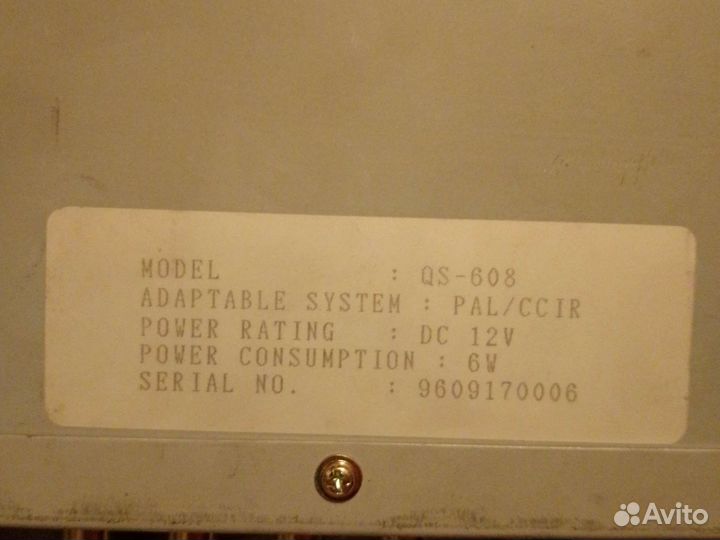 MODEL : QS-608
ADAPTABLE SYSTEM : PAL/CCIR
POWER RATING : DC 12V
POWER CONSUMPTION : 6W
SERIAL NO. : 9609170006
Avito